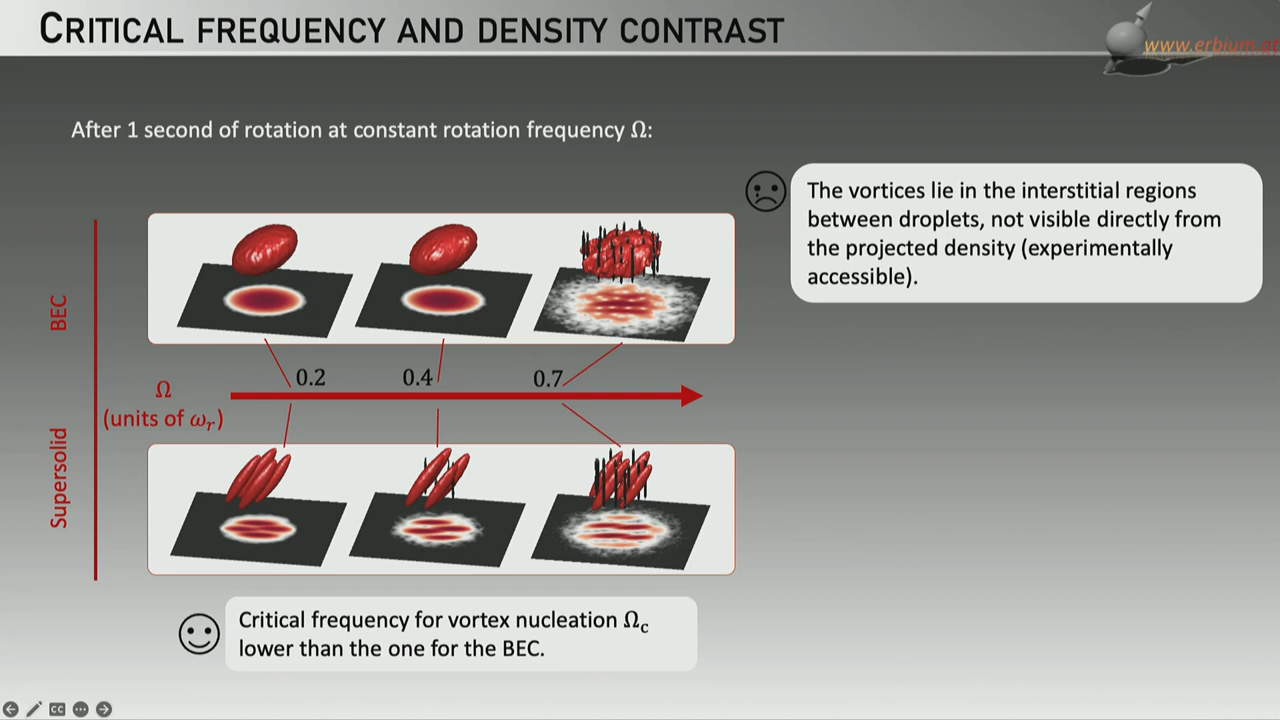 CRITICAL FREQUENCY AND DENSITY CONTRAST
www.erbium.at
After 1 second of rotation at constant rotation frequency Ω:
The vortices lie in the interstitial regions
between droplets, not visible directly from
the projected density (experimentally
accessible).
BEC
0.2
0.4
0.7
Ω
(units of ωᵣ)
Supersolid
Critical frequency for vortex nucleation Ω꜀
lower than the one for the BEC.
CC